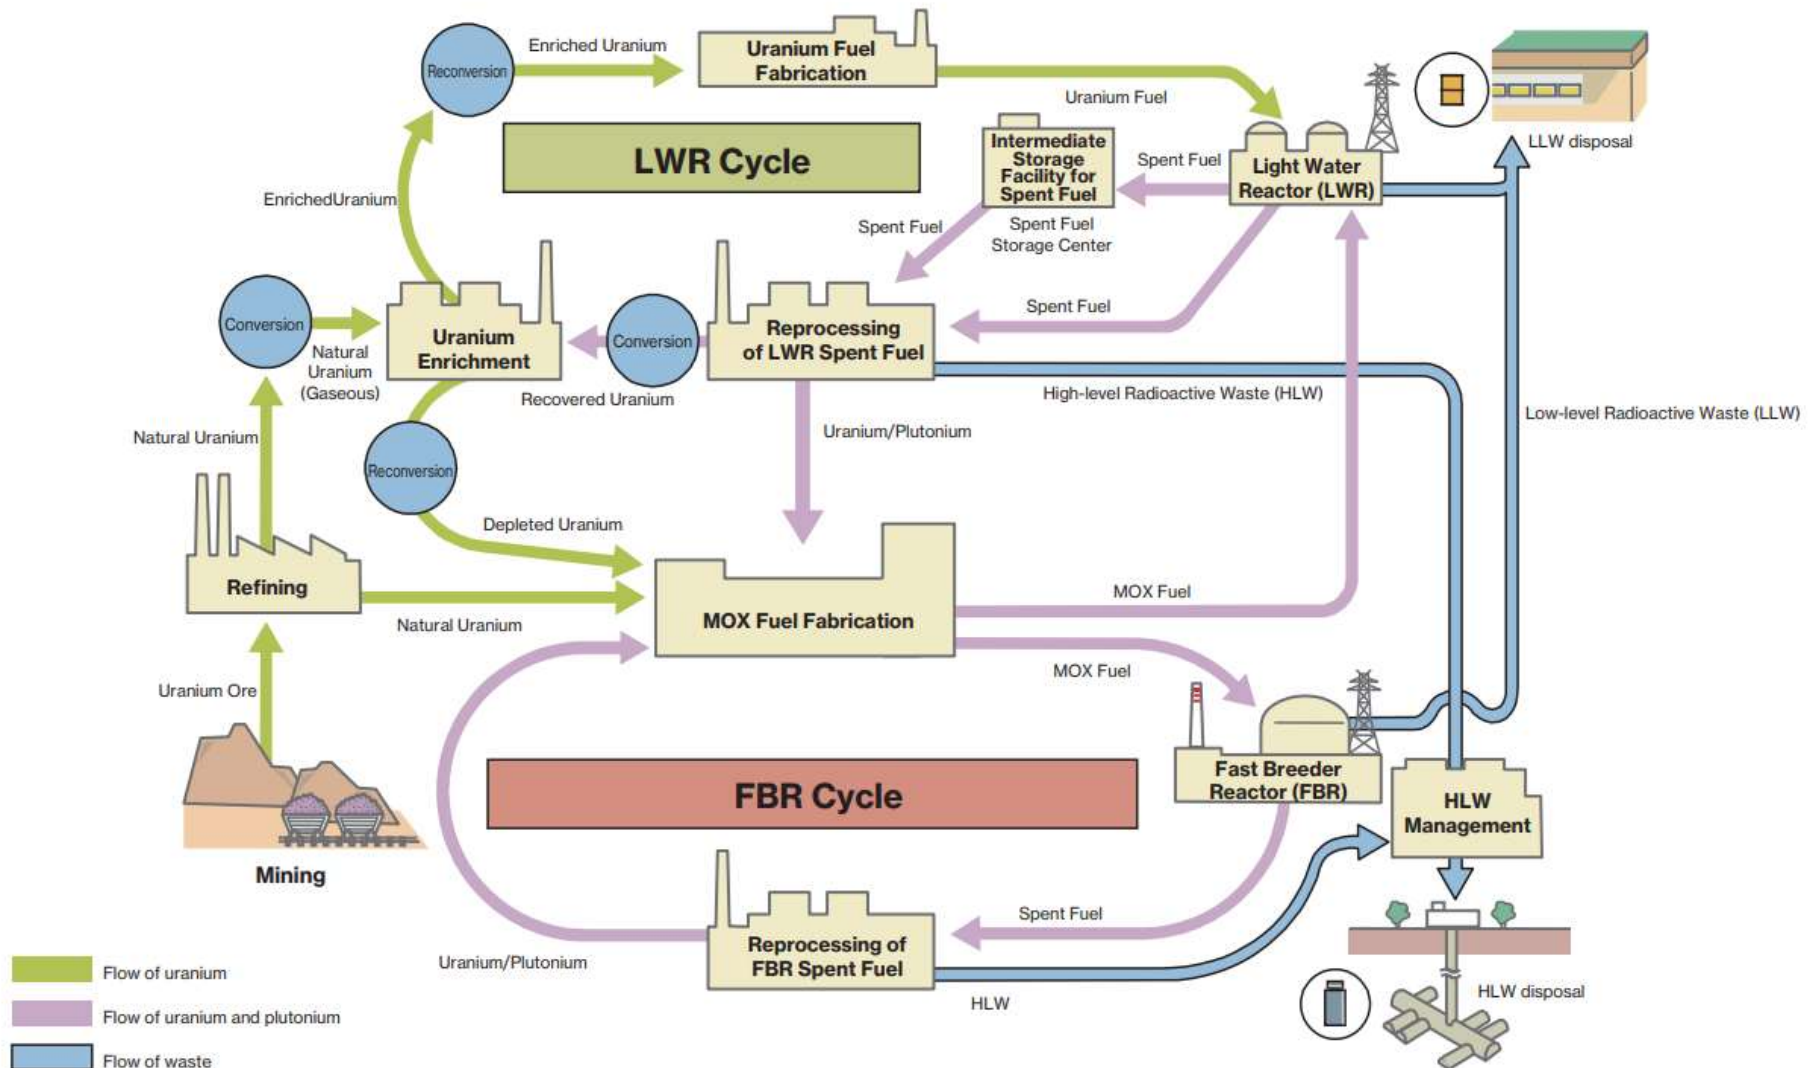 Reconversion
Enriched Uranium
Uranium Fuel
Fabrication
Uranium Fuel
LLW disposal
LWR Cycle
Intermediate
Storage
Facility for
Spent Fuel
Spent Fuel
Light Water
Reactor (LWR)
EnrichedUranium
Spent Fuel
Spent Fuel
Storage Center
Spent Fuel
Conversion
Natural
Uranium
(Gaseous)
Uranium
Enrichment
Conversion
Recovered Uranium
Reprocessing
of LWR Spent Fuel
High-level Radioactive Waste (HLW)
Low-level Radioactive Waste (LLW)
Natural Uranium
Reconversion
Uranium/Plutonium
Depleted Uranium
Refining
Natural Uranium
MOX Fuel Fabrication
MOX Fuel
MOX Fuel
Uranium Ore
Mining
FBR Cycle
Fast Breeder
Reactor (FBR)
HLW
Management
Spent Fuel
Reprocessing of
FBR Spent Fuel
Uranium/Plutonium
HLW
HLW disposal
Flow of uranium
Flow of uranium and plutonium
Flow of waste